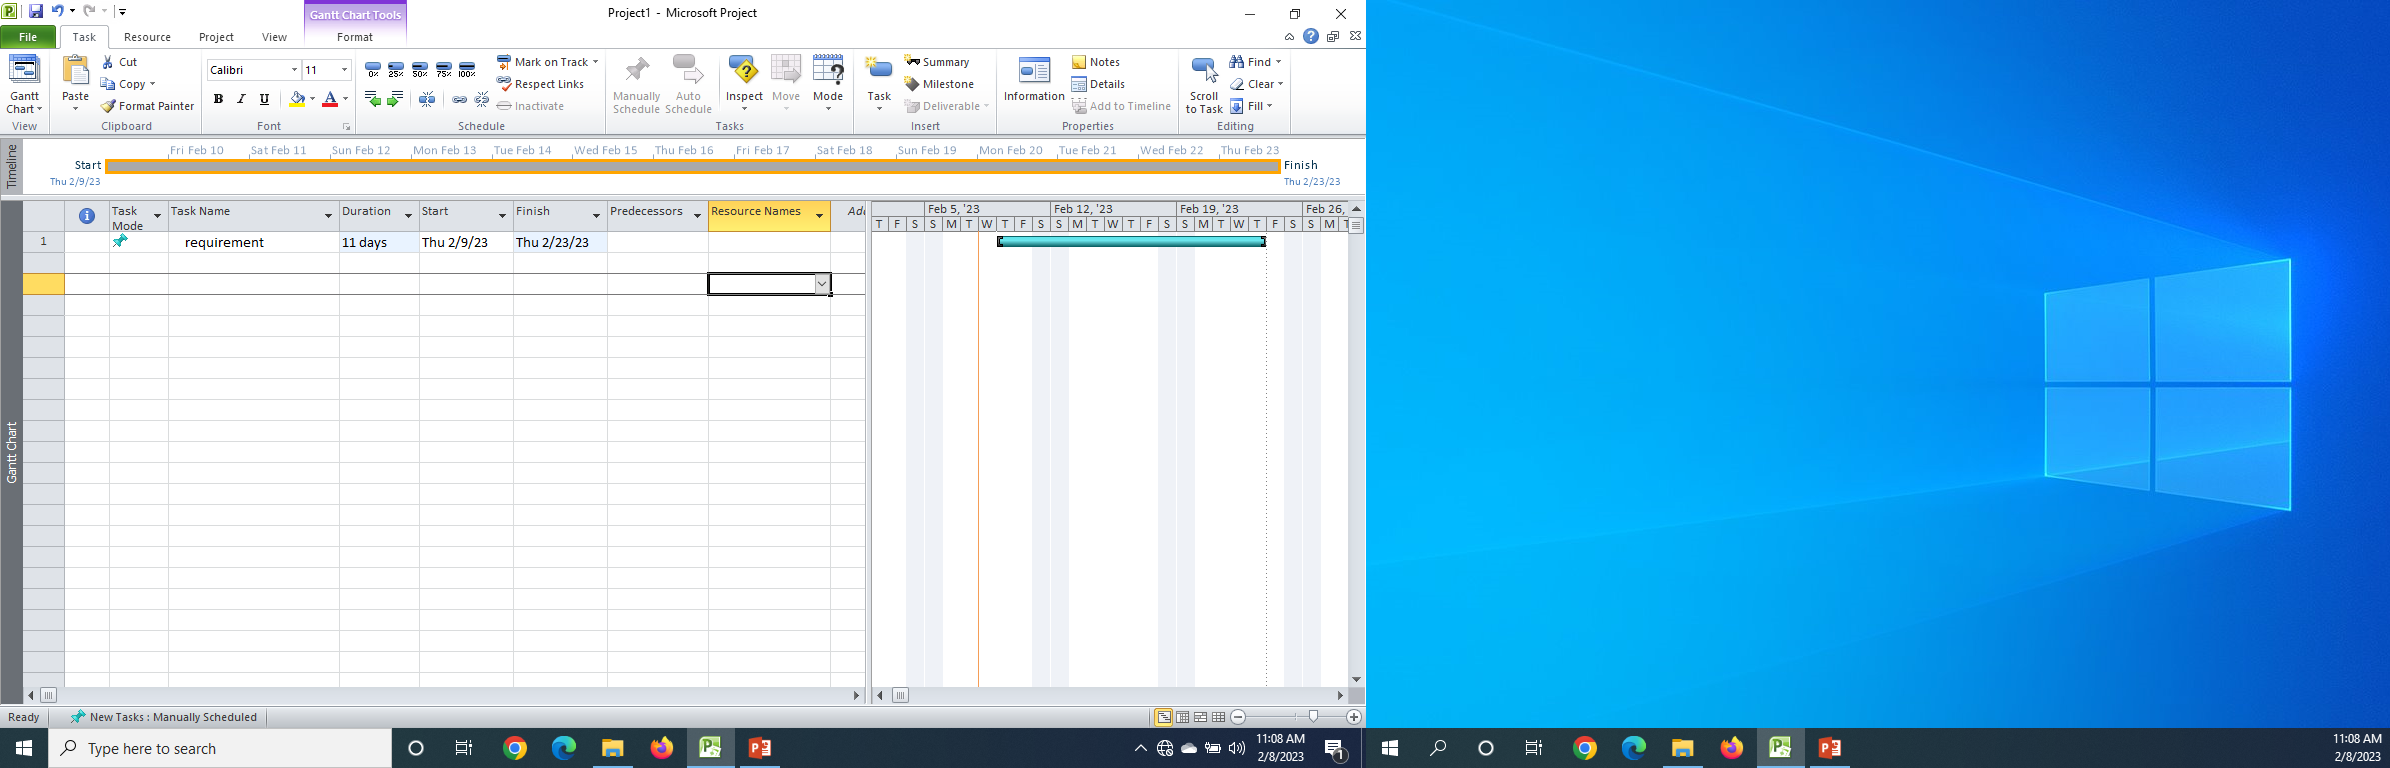 Gantt Chart Tools
Project1 - Microsoft Project
File Task Resource Project View Format
Gantt Chart
View
Paste
Cut
Copy
Format Painter
Clipboard
Calibri 11
B I U A
Font
0% 25% 50% 75% 100%
Mark on Track
Respect Links
Inactivate
Schedule
Manually Schedule
Auto Schedule
Inspect
Move
Mode
Tasks
Task
Summary
Milestone
Deliverable
Insert
Information
Notes
Details
Add to Timeline
Properties
Scroll to Task
Find
Clear
Fill
Editing
Timeline
Fri Feb 10 Sat Feb 11 Sun Feb 12 Mon Feb 13 Tue Feb 14 Wed Feb 15 Thu Feb 16 Fri Feb 17 Sat Feb 18 Sun Feb 19 Mon Feb 20 Tue Feb 21 Wed Feb 22 Thu Feb 23
Start
Thu 2/9/23
Finish
Thu 2/23/23
Task Mode Task Name Duration Start Finish Predecessors Resource Names Add
Feb 5, '23 Feb 12, '23 Feb 19, '23 Feb 26,
T F S S M T W T F S S M T W T F S S M T W T F S S M T
1 requirement 11 days Thu 2/9/23 Thu 2/23/23
Gantt Chart
Ready
New Tasks : Manually Scheduled
Type here to search
11:08 AM
2/8/2023
1
11:08 AM
2/8/2023